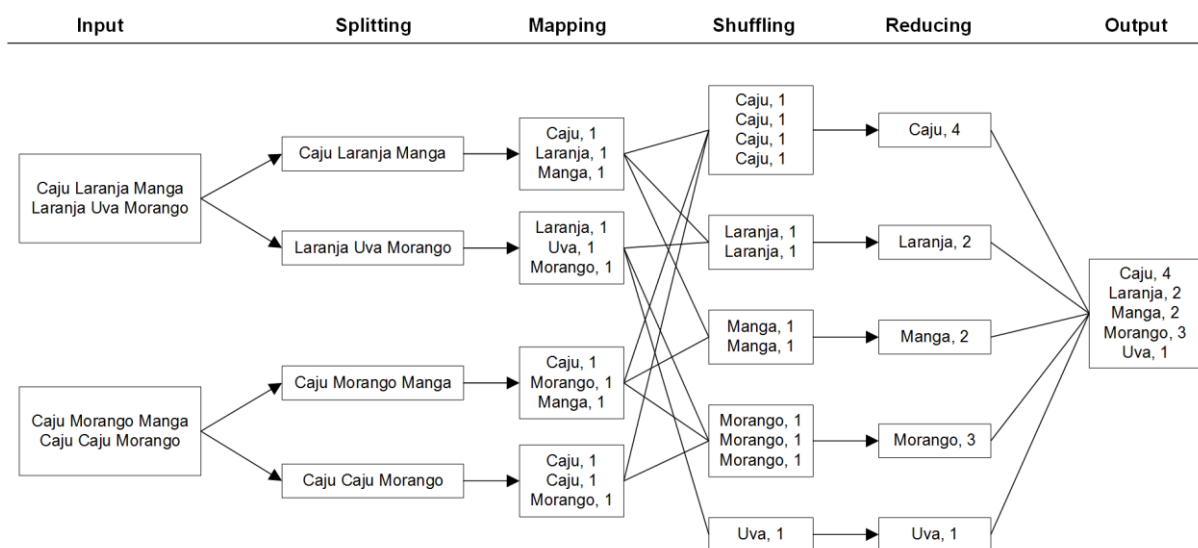 Input
Splitting
Mapping
Shuffling
Reducing
Output
Caju Laranja Manga
Laranja Uva Morango
Caju Morango Manga
Caju Caju Morango
Caju Laranja Manga
Laranja Uva Morango
Caju Morango Manga
Caju Caju Morango
Caju, 1
Laranja, 1
Manga, 1
Laranja, 1
Uva, 1
Morango, 1
Caju, 1
Morango, 1
Manga, 1
Caju, 1
Caju, 1
Morango, 1
Caju, 1
Caju, 1
Caju, 1
Caju, 1
Laranja, 1
Laranja, 1
Manga, 1
Manga, 1
Morango, 1
Morango, 1
Morango, 1
Uva, 1
Caju, 4
Laranja, 2
Manga, 2
Morango, 3
Uva, 1
Caju, 4
Laranja, 2
Manga, 2
Morango, 3
Uva, 1